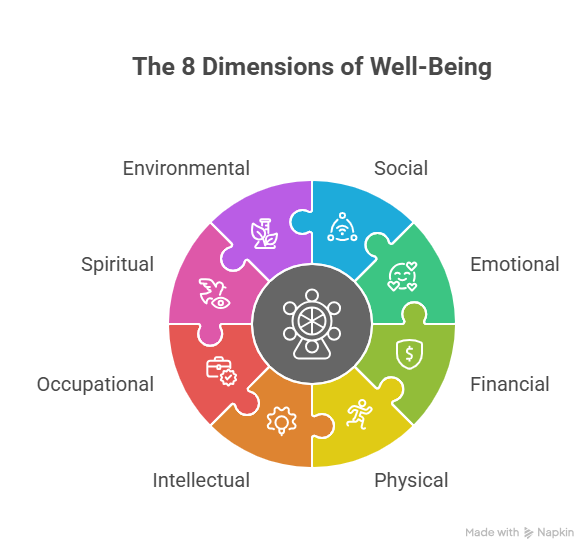 The 8 Dimensions of Well-Being
Environmental
Social
Spiritual
Emotional
$
Occupational
Financial
Intellectual
Physical
Made with Napkin